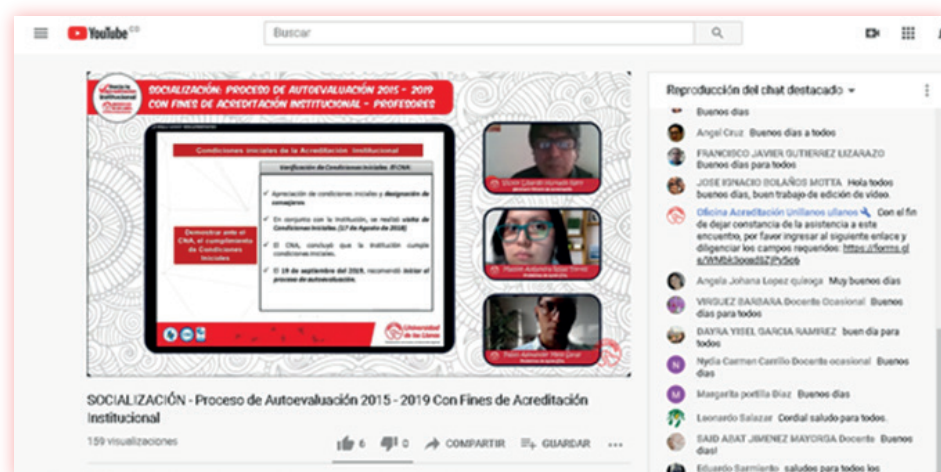 YouTube CO
Buscar
SOCIALIZACIÓN: PROCESO DE AUTOEVALUACIÓN 2015 - 2019
CON FINES DE ACREDITACIÓN INSTITUCIONAL - PROFESORES
Condiciones Iniciales de la Acreditación Institucional
Verificación de Condiciones Iniciales. El CNA:
Demostrar ante el
CNA, el cumplimiento
de Condiciones
Iniciales
✓ Apreciación de condiciones iniciales y designación de
consejeros
✓ En conjunto con la Institución, se realizó visita de
Condiciones Iniciales. (17 de Agosto de 2018)
✓ El CNA, concluyó que la Institución cumple
condiciones iniciales.
✓ El 19 de septiembre del 2019, recomendó iniciar el
proceso de autoevaluación.
Universidad
de los Llanos
SOCIALIZACIÓN - Proceso de Autoevaluación 2015 - 2019 Con Fines de Acreditación
Institucional
159 visualizaciones
6
0
COMPARTIR
GUARDAR
Reproducción del chat destacado
Buenos días
Angel Cruz Buenos días a todos
FRANCISCO JAVIER GUTIERREZ LIZARAZO
Buenos días para todos
JOSE IGNACIO BOLAÑOS MOTTA Hola todos
buenos días, buen trabajo de edición de video.
Oficina Acreditación Unillanos ullanos Con el fin
de dejar constancia de la asistencia a este
encuentro, por favor ingresar al siguiente enlace y
diligenciar los campos requeridos: https://forms.gl
Angela Johana Lopez quiroga Muy buenos días
VIRGUEZ BARBARA Docente Ocasional Buenos
días para todos
DAYRA YISEL GARCIA RAMIREZ buen día para
todos
Nydia Carmen Carrillo Docente ocasional Buenos
días
Margarita portilla Díaz Buenos días
Leonardo Salazar Cordial saludo para todos.
SAID ABAT JIMENEZ MAYORGA Docente Buenos
días!
Eduardo Sarmiento saludos para todos los